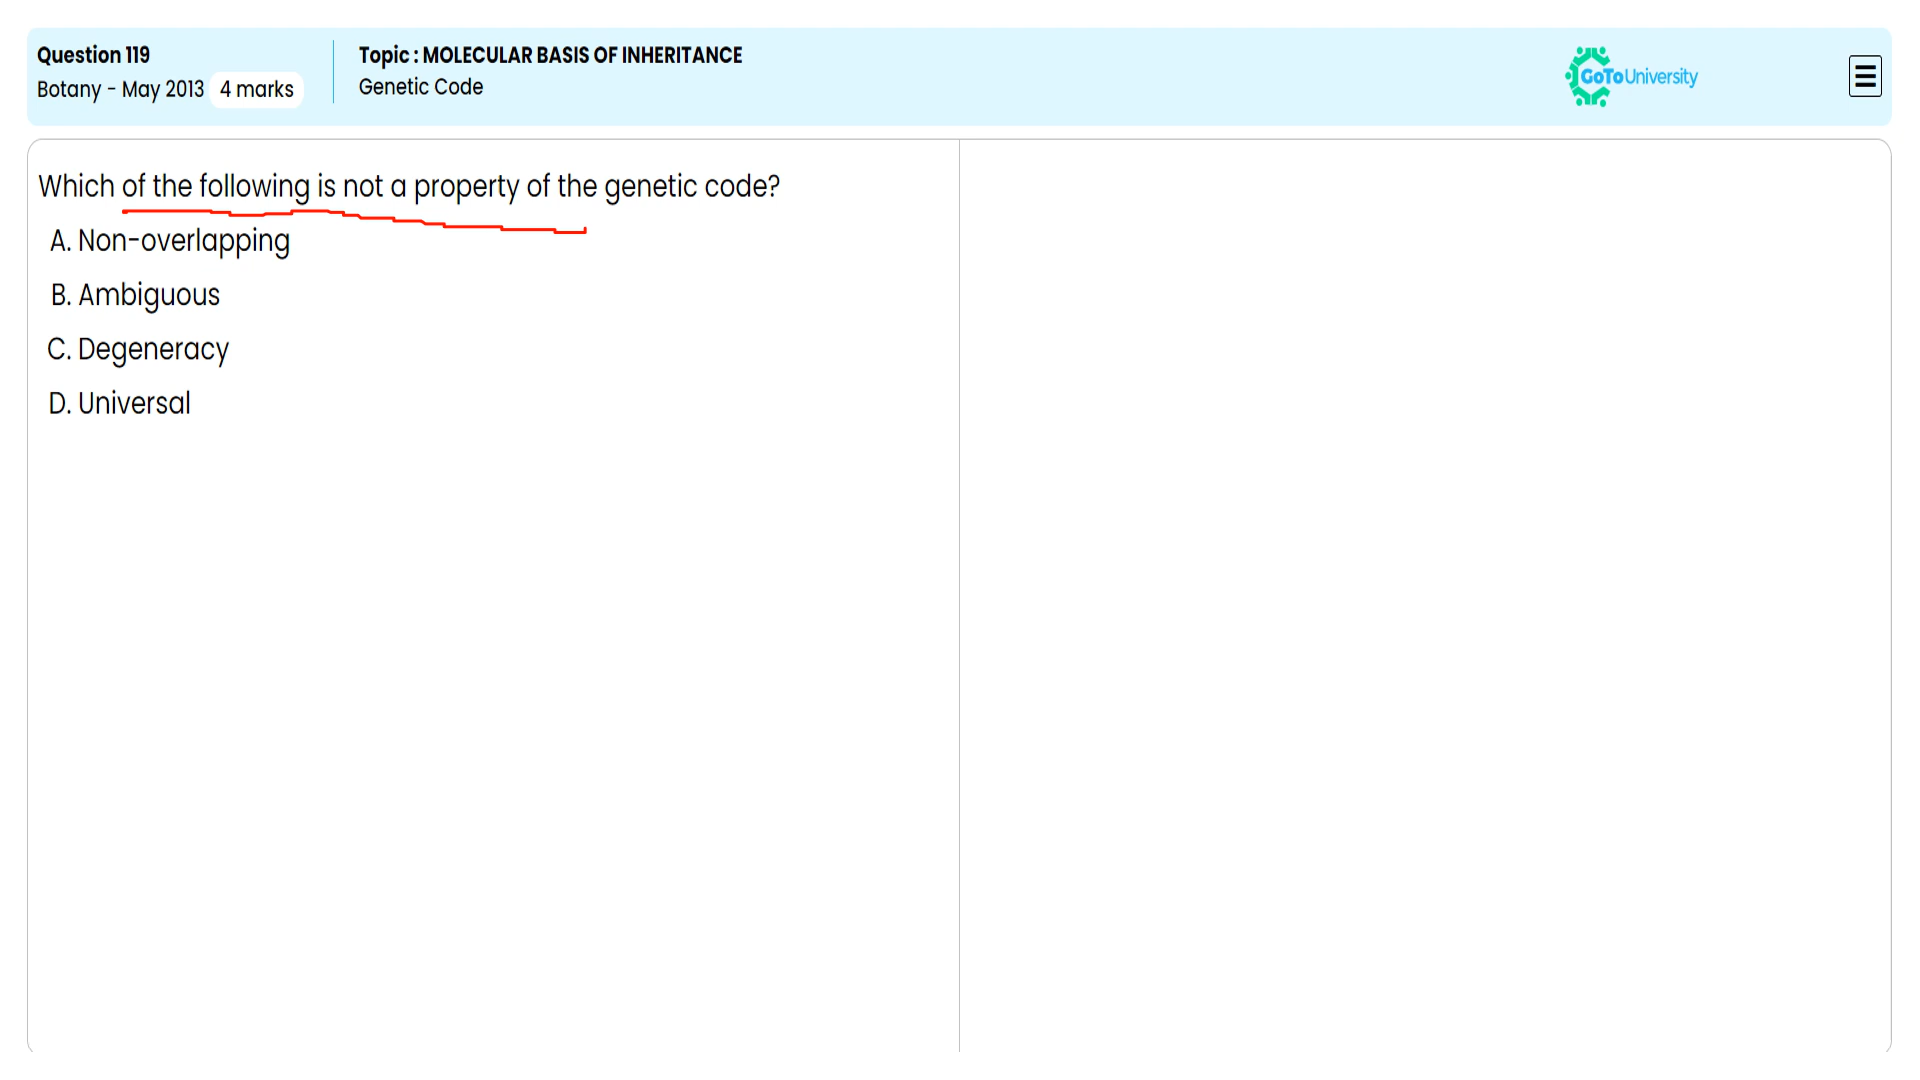 Question 119
Botany - May 2013 4 marks
Topic : MOLECULAR BASIS OF INHERITANCE
Genetic Code
GoToUniversity
Which of the following is not a property of the genetic code?
A. Non-overlapping
B. Ambiguous
C. Degeneracy
D. Universal